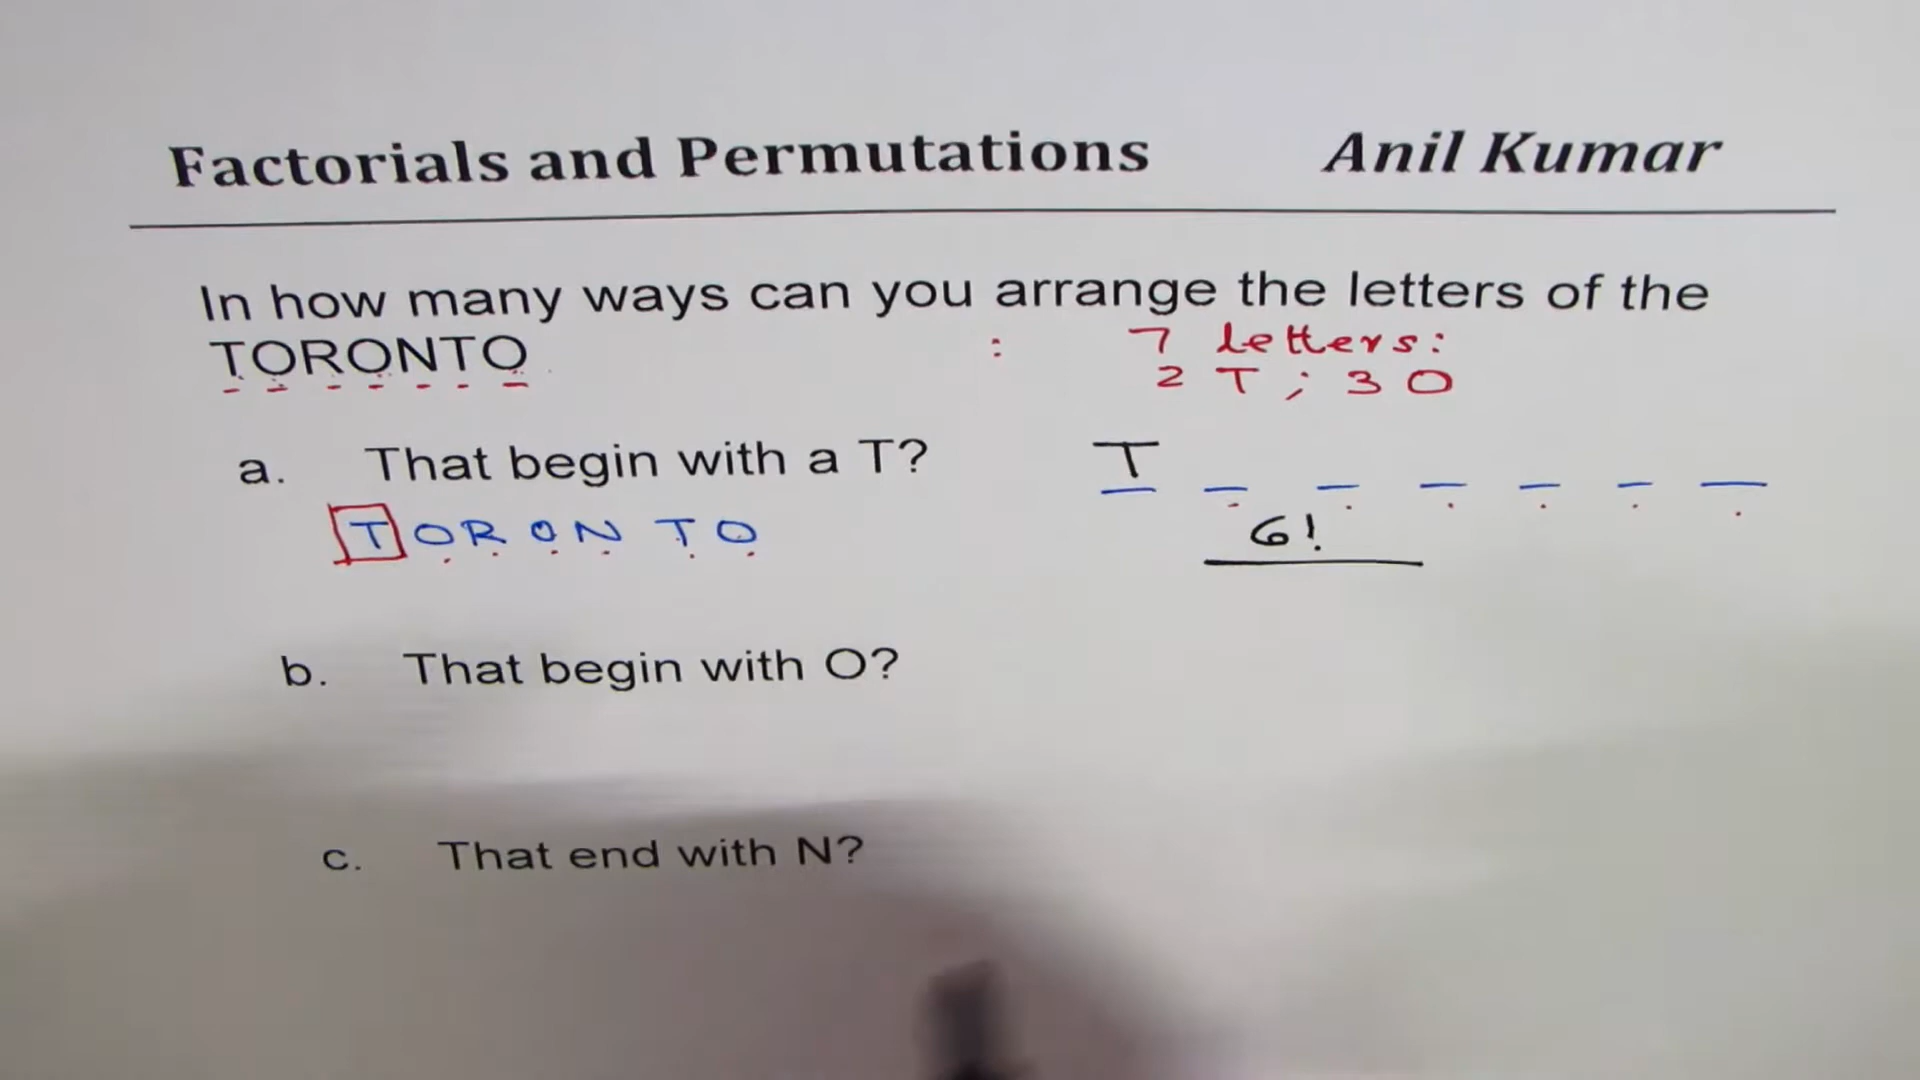 Factorials and Permutations Anil Kumar
In how many ways can you arrange the letters of the
TORONTO : 7 letters:
2 T ; 3 O
a. That begin with a T? T _ _ _ _ _ _
T O R O N T O 6!
b. That begin with O?
c. That end with N?